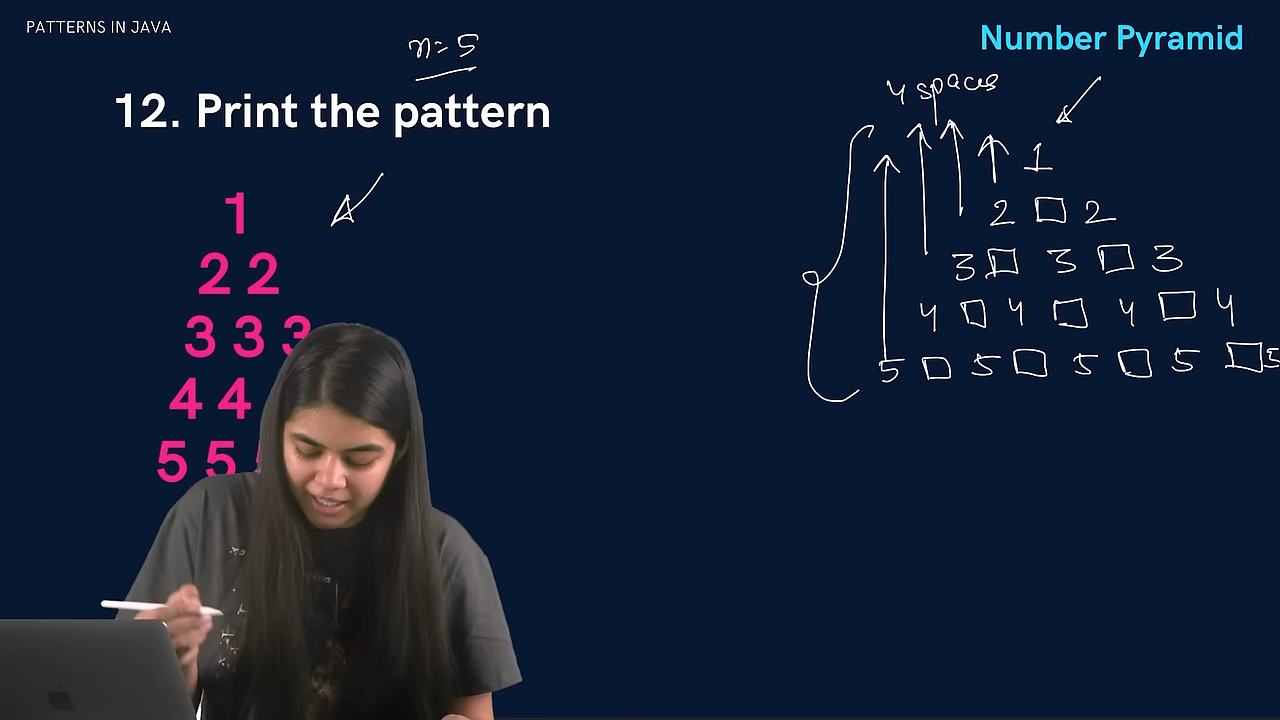 PATTERNS IN JAVA
Number Pyramid
n = 5
12. Print the pattern
1
2 2
3 3 3
4 4
5 5
4 spaces
1
2 □ 2
3 □ 3 □ 3
4 □ 4 □ 4 □ 4
5 □ 5 □ 5 □ 5 □ 5